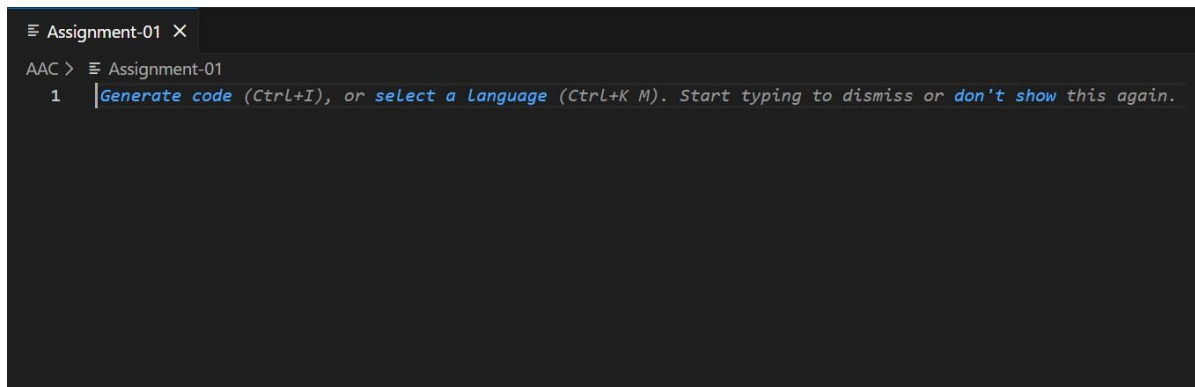 Assignment-01
AAC > Assignment-01
1 Generate code (Ctrl+I), or select a language (Ctrl+K M). Start typing to dismiss or don't show this again.